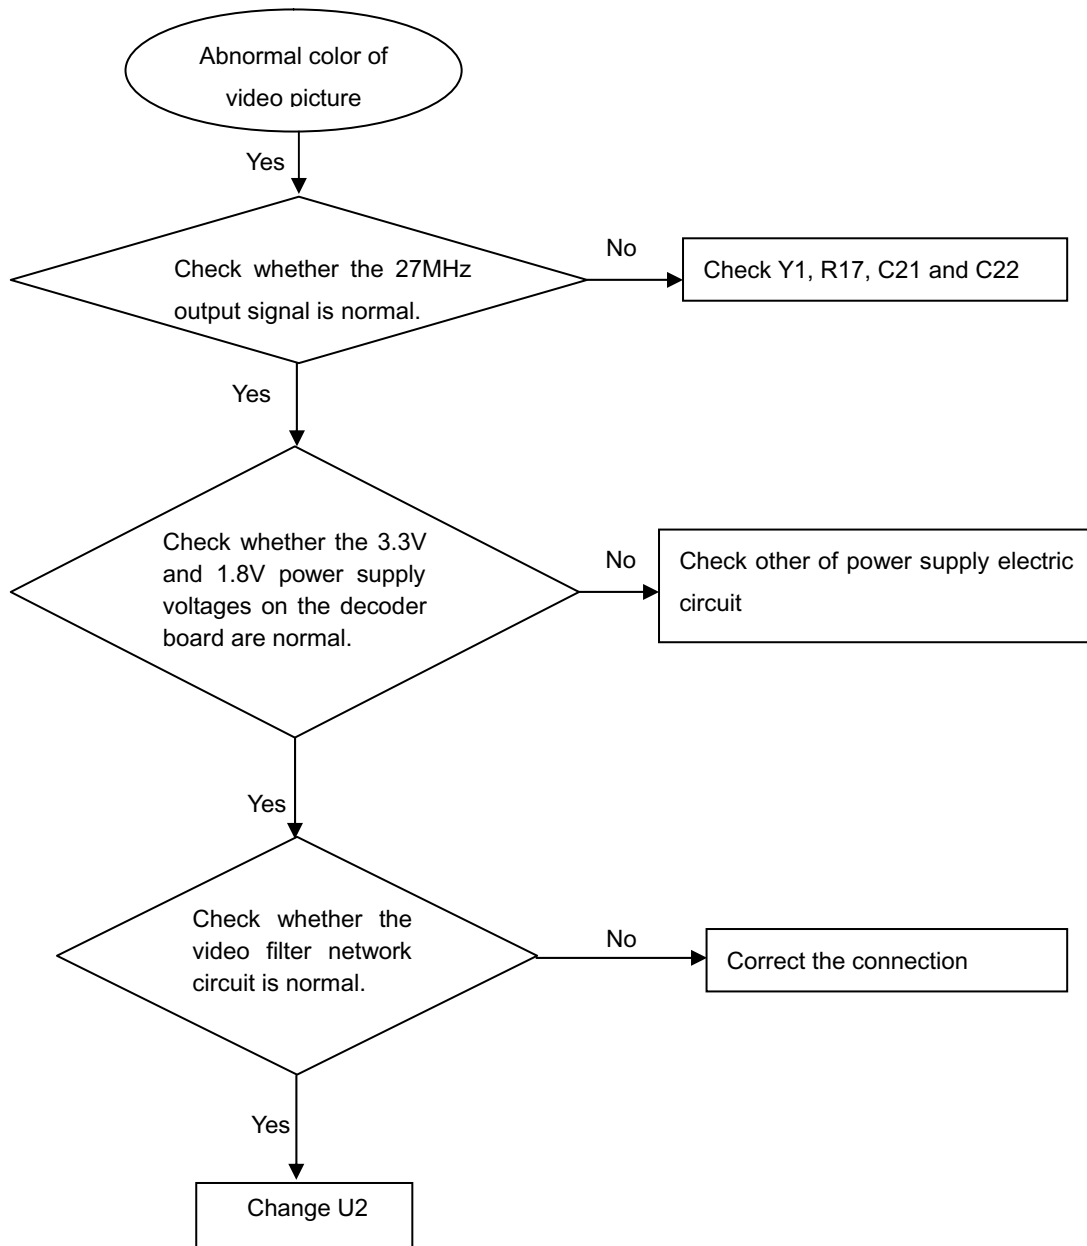 Abnormal color of
video picture
Yes
Check whether the 27MHz
output signal is normal.
No
Check Y1, R17, C21 and C22
Yes
Check whether the 3.3V
and 1.8V power supply
voltages on the decoder
board are normal.
No
Check other of power supply electric
circuit
Yes
Check whether the
video filter network
circuit is normal.
No
Correct the connection
Yes
Change U2